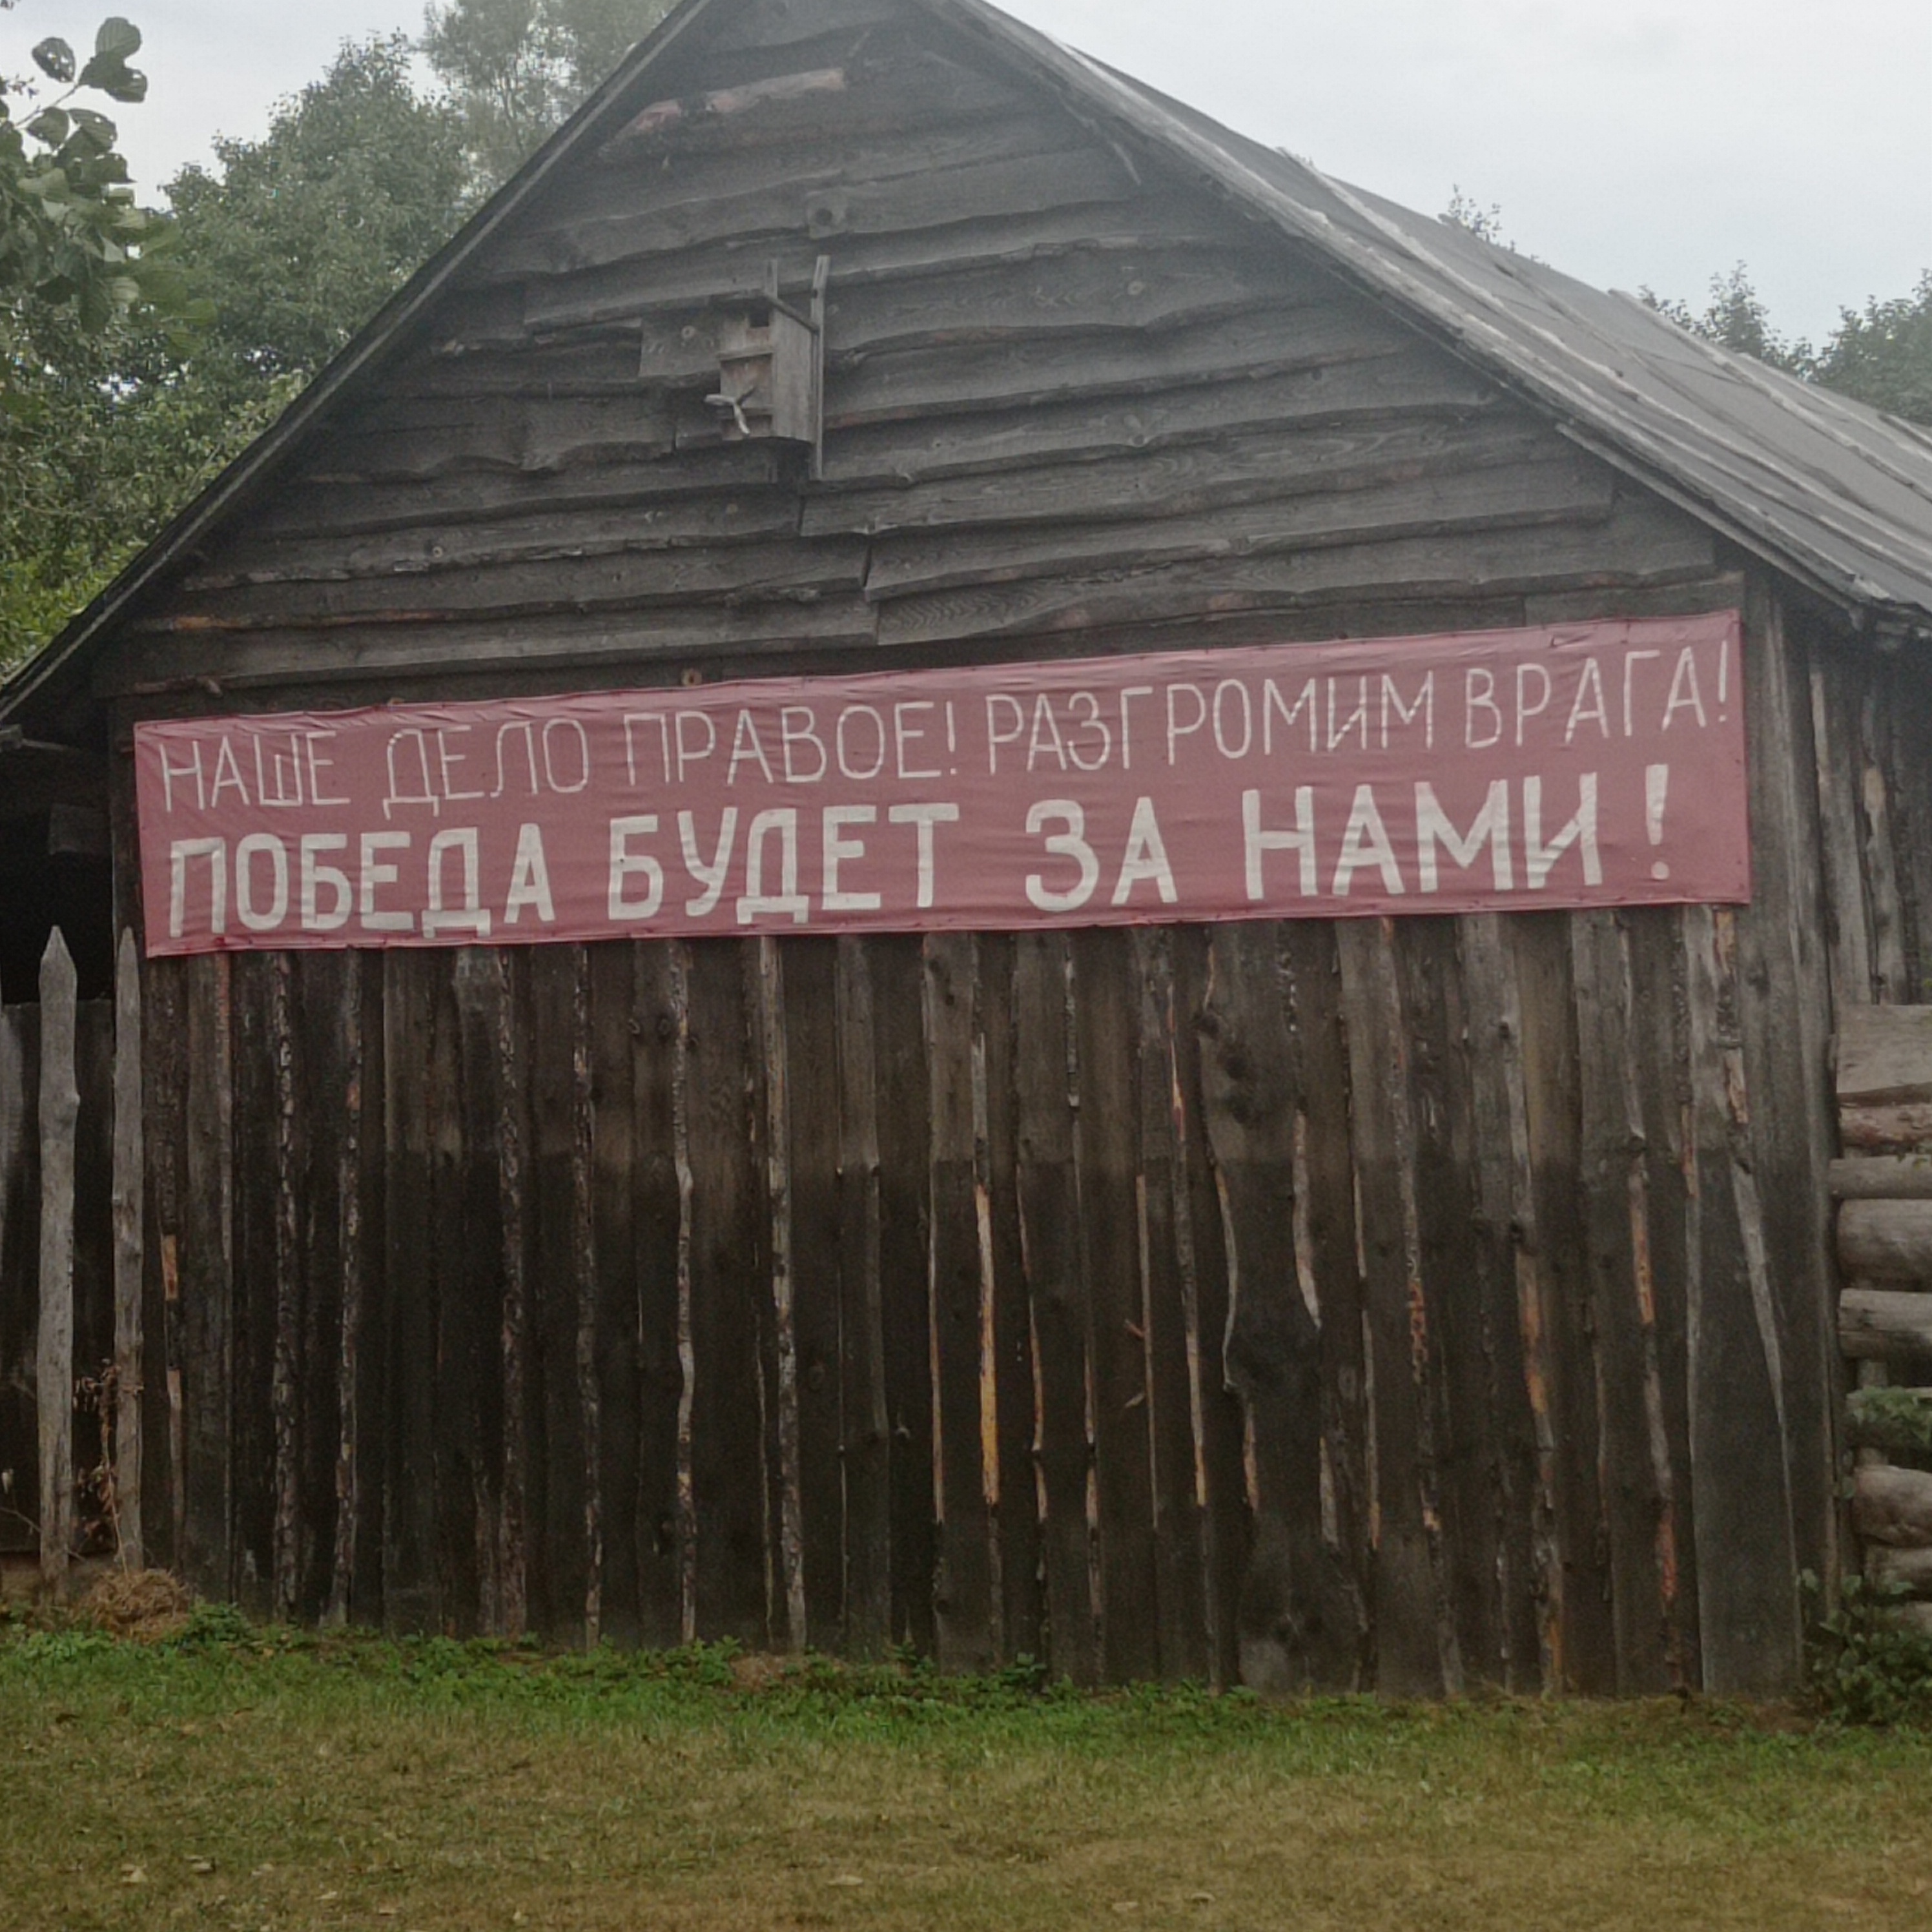 НАШЕ ДЕЛО ПРАВОЕ! РАЗГРОМИМ ВРАГА!
ПОБЕДА БУДЕТ ЗА НАМИ!